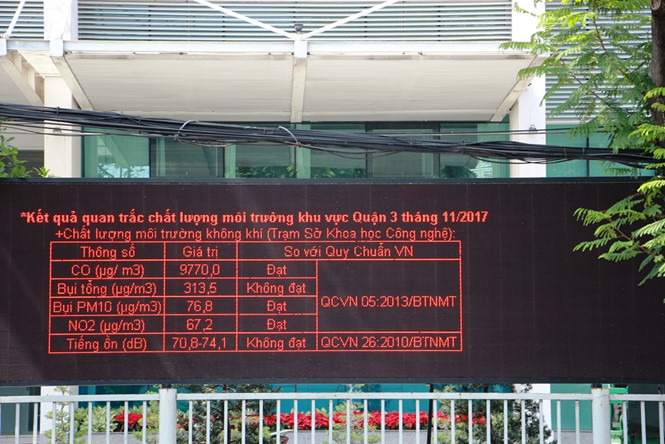 *Kết quả quan trắc chất lượng môi trường khu vực Quận 3 tháng 11/2017
+Chất lượng môi trường không khí (Trạm Sở Khoa học Công nghệ):
Thông số Giá trị So với Quy Chuẩn VN
CO (µg/ m3) 9770,0 Đạt
Bụi tổng (µg/m3) 313,5 Không đạt
QCVN 05:2013/BTNMT
Bụi PM10 (µg/m3) 76,8 Đạt
NO2 (µg/m3) 67,2 Đạt
Tiếng ồn (dB) 70,8-74,1 Không đạt QCVN 26:2010/BTNMT